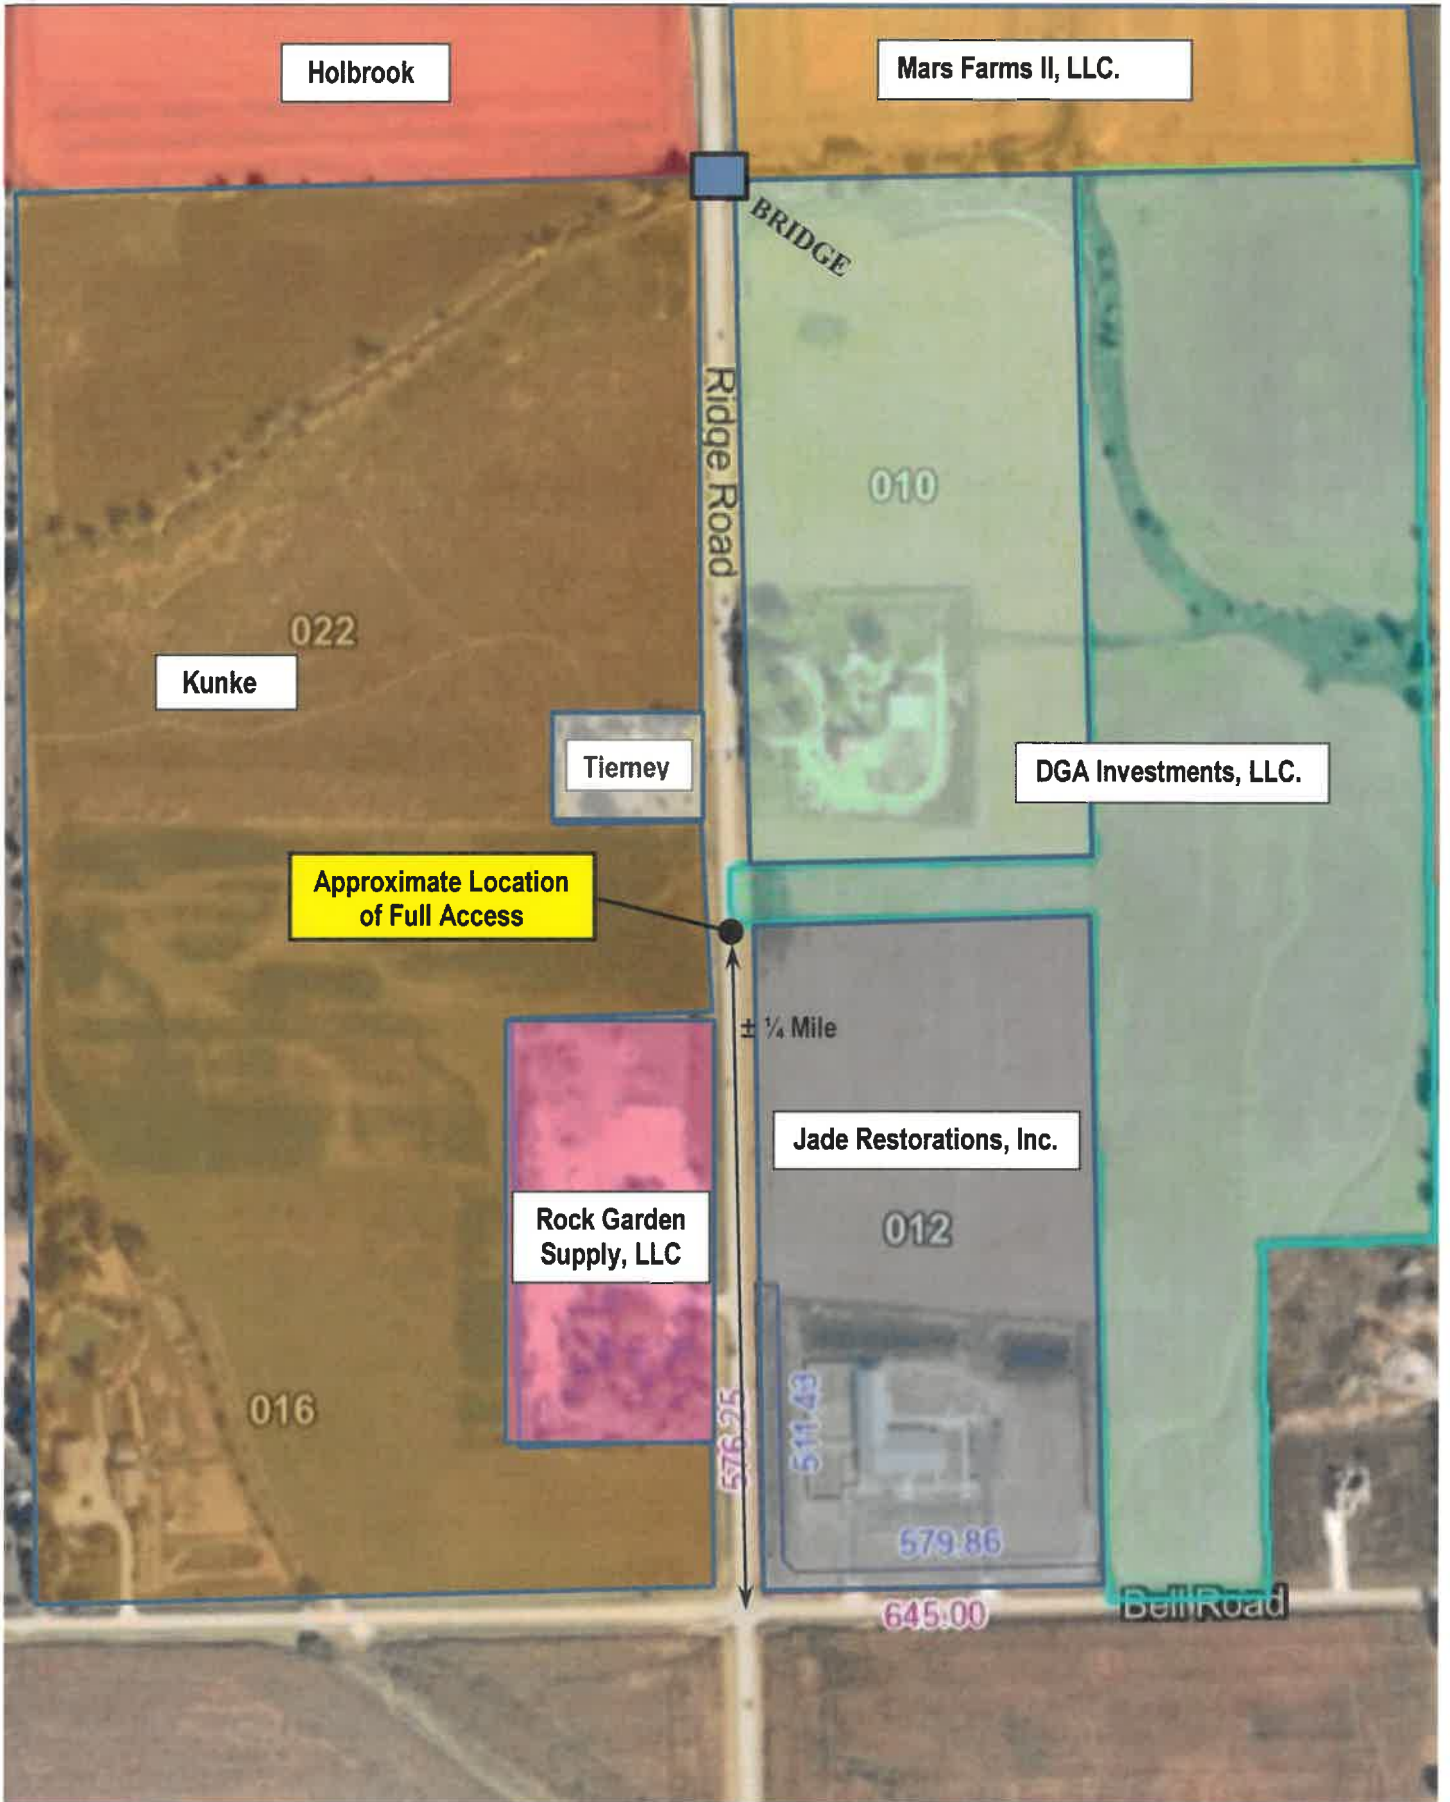 Holbrook
Mars Farms II, LLC.
BRIDGE
Ridge Road
010
022
Kunke
Tierney
DGA Investments, LLC.
Approximate Location
of Full Access
± ¼ Mile
Jade Restorations, Inc.
Rock Garden
Supply, LLC
012
016
576.25
511.43
579.86
645.00
Bell Road